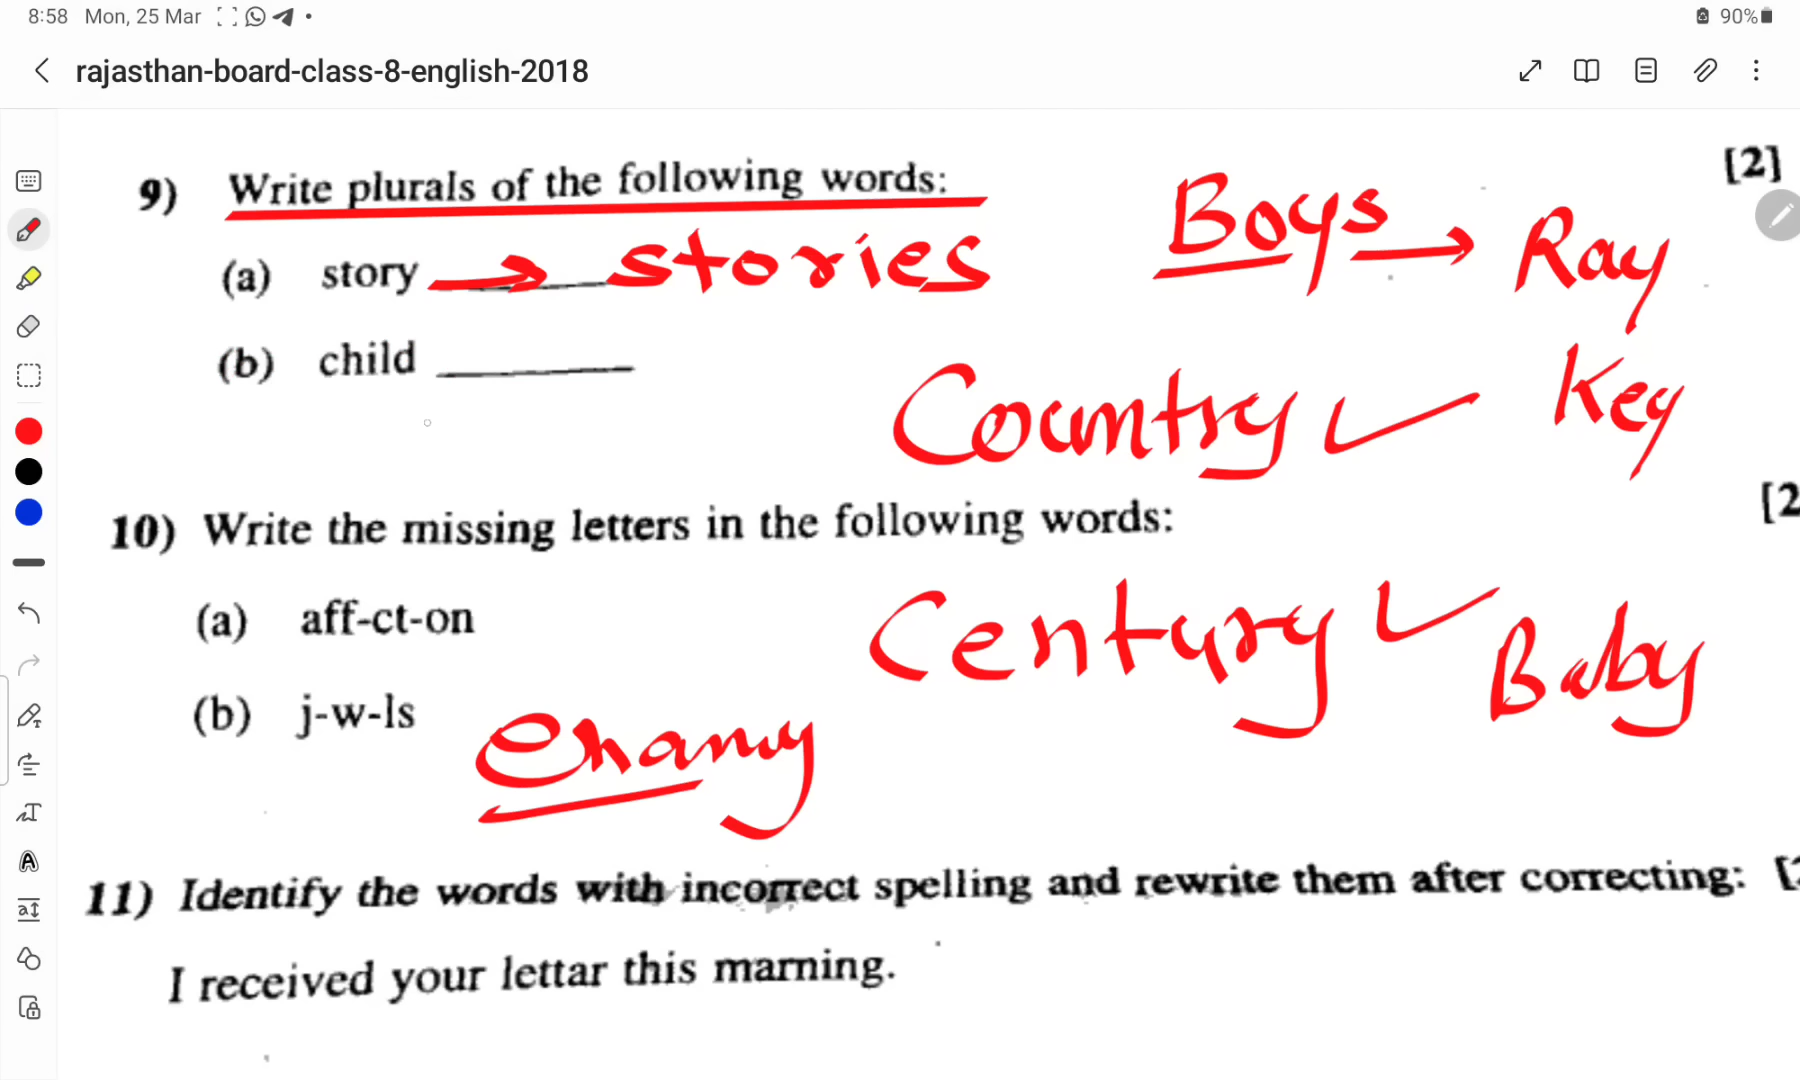 8:58 Mon, 25 Mar
90%
rajasthan-board-class-8-english-2018
9) Write plurals of the following words: [2]
Boys → Ray
(a) story → stories
(b) child ______
Country ✓ Key
10) Write the missing letters in the following words: [2
(a) aff-ct-on
Century ✓ Baby
(b) j-w-ls
enamy
11) Identify the words with incorrect spelling and rewrite them after correcting:
I received your lettar this marning.